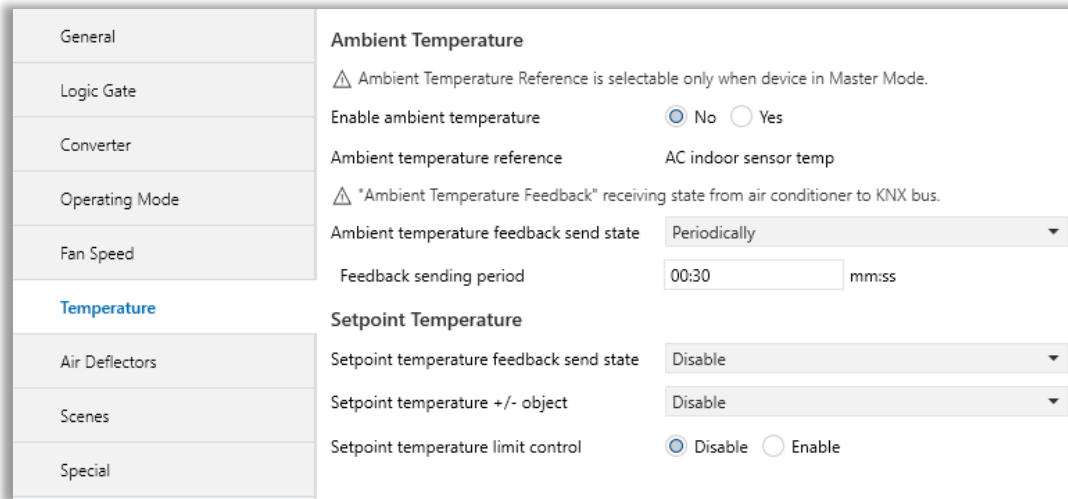 General
Logic Gate
Converter
Operating Mode
Fan Speed
Temperature
Air Deflectors
Scenes
Special
Ambient Temperature
Ambient Temperature Reference is selectable only when device in Master Mode.
Enable ambient temperature No Yes
Ambient temperature reference AC indoor sensor temp
"Ambient Temperature Feedback" receiving state from air conditioner to KNX bus.
Ambient temperature feedback send state Periodically
Feedback sending period 00:30 mm:ss
Setpoint Temperature
Setpoint temperature feedback send state Disable
Setpoint temperature +/- object Disable
Setpoint temperature limit control Disable Enable